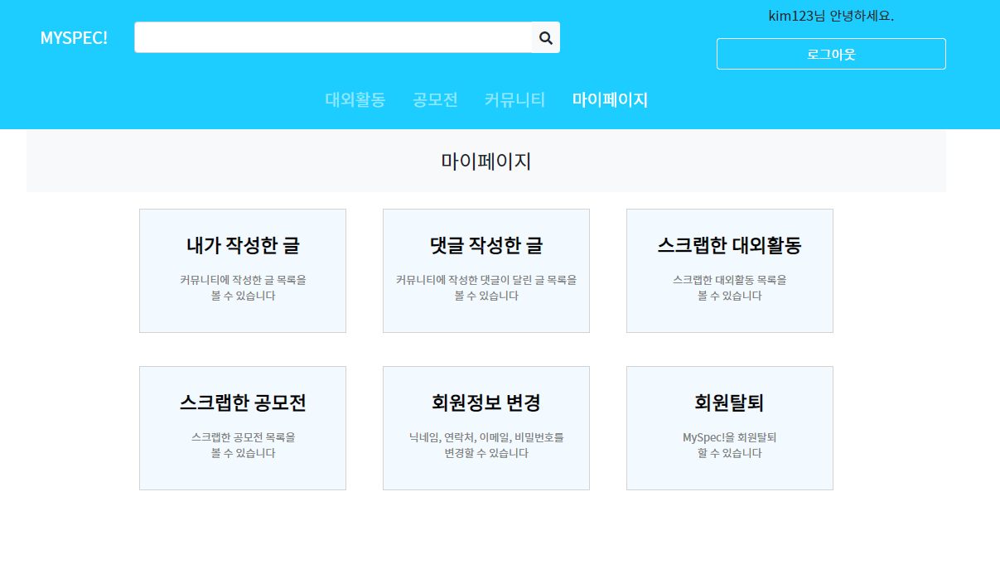 kim123님 안녕하세요.
MYSPEC!
로그아웃
대외활동 공모전 커뮤니티 마이페이지
마이페이지
내가 작성한 글
커뮤니티에 작성한 글 목록을
볼 수 있습니다
댓글 작성한 글
커뮤니티에 작성한 댓글이 달린 글 목록을
볼 수 있습니다
스크랩한 대외활동
스크랩한 대외활동 목록을
볼 수 있습니다
스크랩한 공모전
스크랩한 공모전 목록을
볼 수 있습니다
회원정보 변경
닉네임, 연락처, 이메일, 비밀번호를
변경할 수 있습니다
회원탈퇴
MySpec!을 회원탈퇴
할 수 있습니다